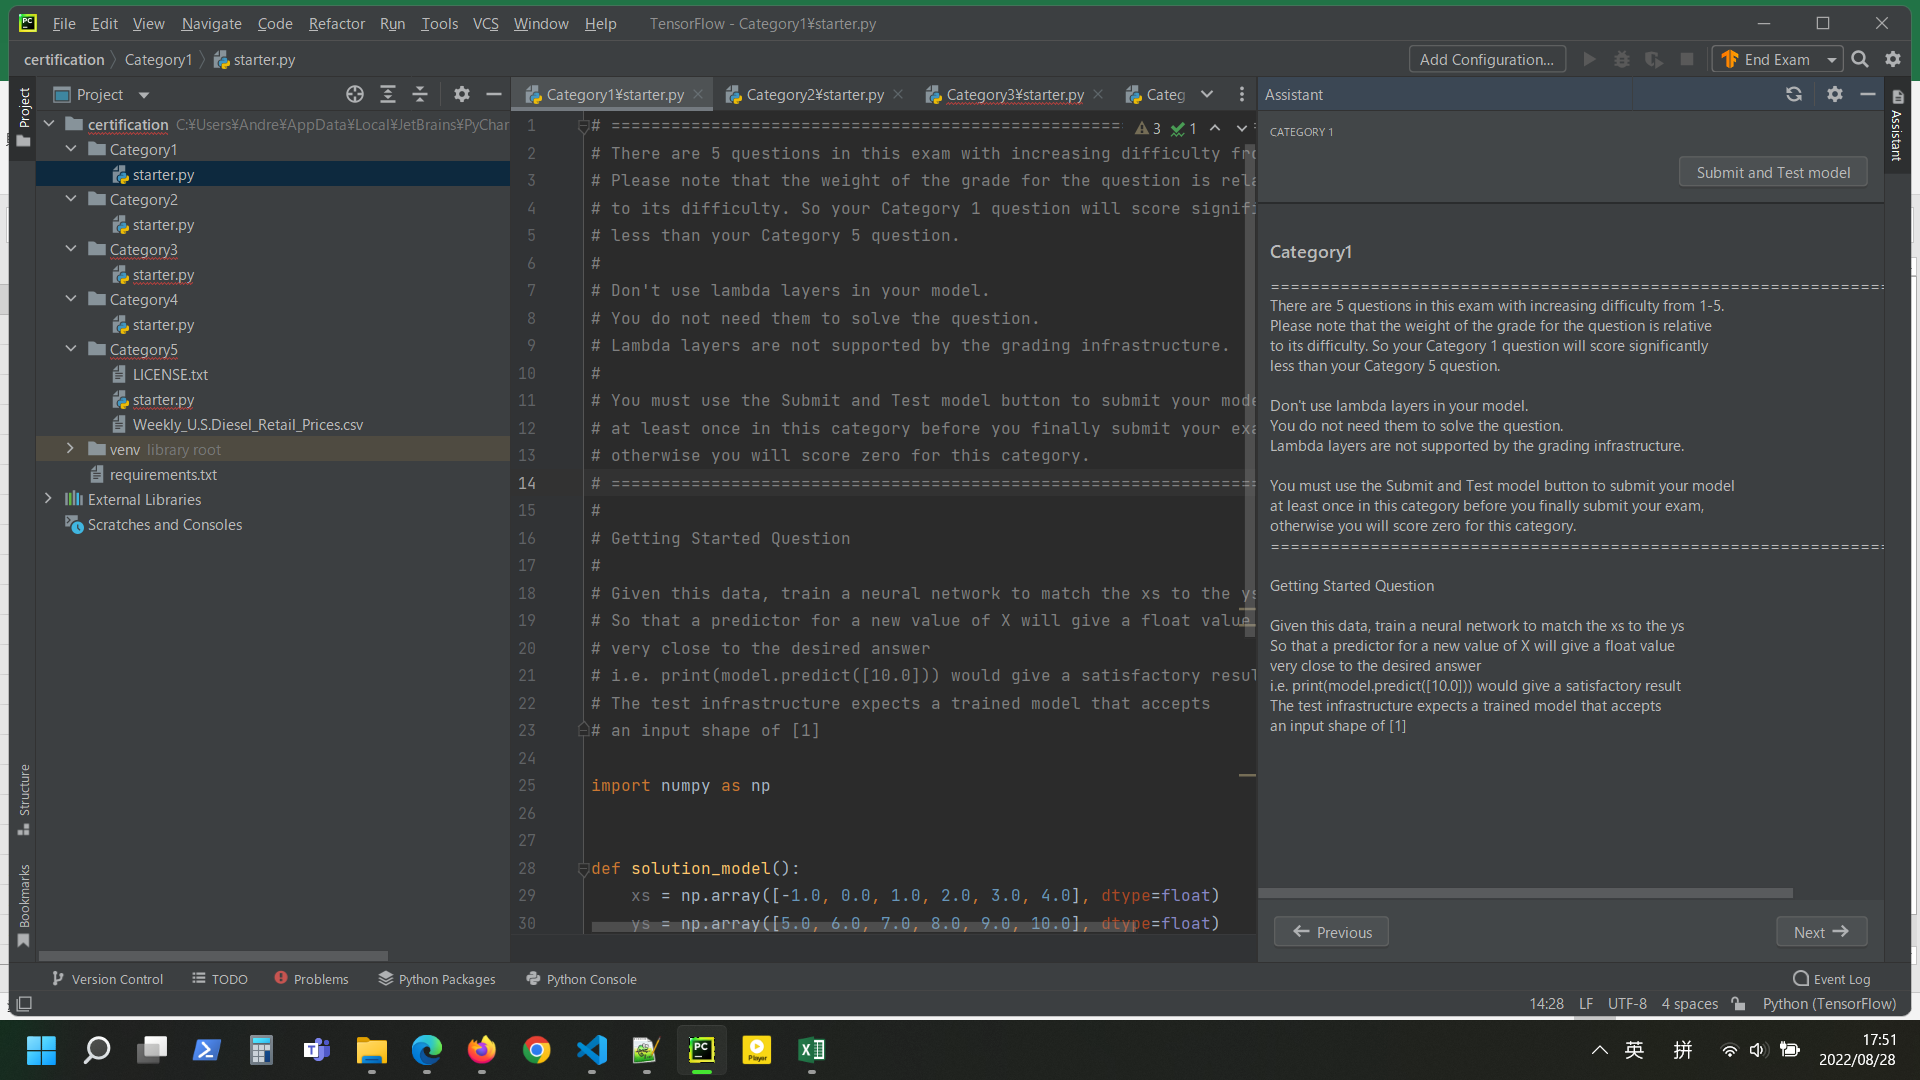 File Edit View Navigate Code Refactor Run Tools VCS Window Help TensorFlow - Category1¥starter.py
certification Category1 starter.py Add Configuration... End Exam
Project
Project
certification C:¥Users¥Andre¥AppData¥Local¥JetBrains¥PyChar
Category1
starter.py
Category2
starter.py
Category3
starter.py
Category4
starter.py
Category5
LICENSE.txt
starter.py
Weekly_U.S.Diesel_Retail_Prices.csv
venv library root
requirements.txt
External Libraries
Scratches and Consoles
Structure
Bookmarks
Category1¥starter.py Category2¥starter.py Category3¥starter.py Categ
3 1
1 # ===================================================
2 # There are 5 questions in this exam with increasing difficulty fro
3 # Please note that the weight of the grade for the question is rela
4 # to its difficulty. So your Category 1 question will score signifi
5 # less than your Category 5 question.
6 #
7 # Don't use lambda layers in your model.
8 # You do not need them to solve the question.
9 # Lambda layers are not supported by the grading infrastructure.
10 #
11 # You must use the Submit and Test model button to submit your mode
12 # at least once in this category before you finally submit your exa
13 # otherwise you will score zero for this category.
14 # =================================================================
15 #
16 # Getting Started Question
17 #
18 # Given this data, train a neural network to match the xs to the ys
19 # So that a predictor for a new value of X will give a float value
20 # very close to the desired answer
21 # i.e. print(model.predict([10.0])) would give a satisfactory resul
22 # The test infrastructure expects a trained model that accepts
23 # an input shape of [1]
24
25 import numpy as np
26
27
28 def solution_model():
29 xs = np.array([-1.0, 0.0, 1.0, 2.0, 3.0, 4.0], dtype=float)
30 ys = np.array([5.0, 6.0, 7.0, 8.0, 9.0, 10.0], dtype=float)
Assistant
Assistant
CATEGORY 1
Submit and Test model
Category1
==============================================================
There are 5 questions in this exam with increasing difficulty from 1-5.
Please note that the weight of the grade for the question is relative
to its difficulty. So your Category 1 question will score significantly
less than your Category 5 question.
Don't use lambda layers in your model.
You do not need them to solve the question.
Lambda layers are not supported by the grading infrastructure.
You must use the Submit and Test model button to submit your model
at least once in this category before you finally submit your exam,
otherwise you will score zero for this category.
==============================================================
Getting Started Question
Given this data, train a neural network to match the xs to the ys
So that a predictor for a new value of X will give a float value
very close to the desired answer
i.e. print(model.predict([10.0])) would give a satisfactory result
The test infrastructure expects a trained model that accepts
an input shape of [1]
Previous Next
Version Control TODO Problems Python Packages Python Console Event Log
14:28 LF UTF-8 4 spaces Python (TensorFlow)
英 拼 17:51
2022/08/28